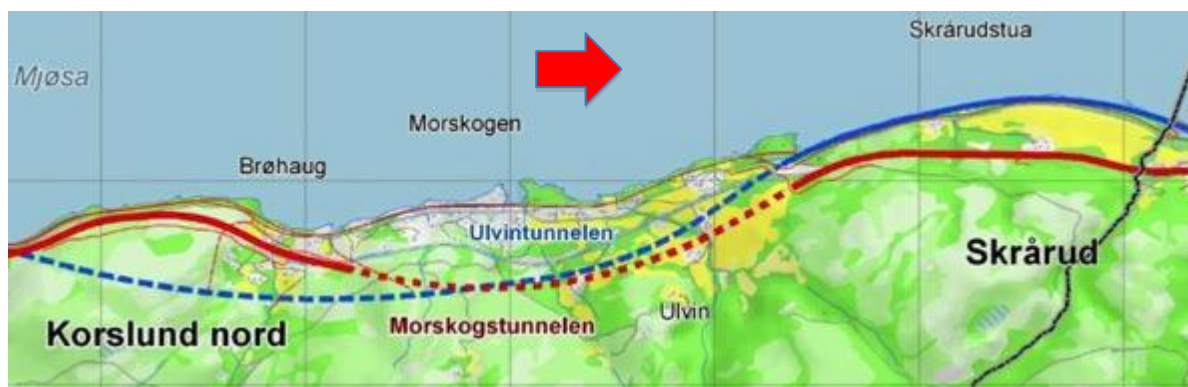 Skrårudstua
Mjøsa
Morskogen
Brøhaug
Ulvintunnelen
Skrårud
Ulvin
Morskogstunnelen
Korslund nord